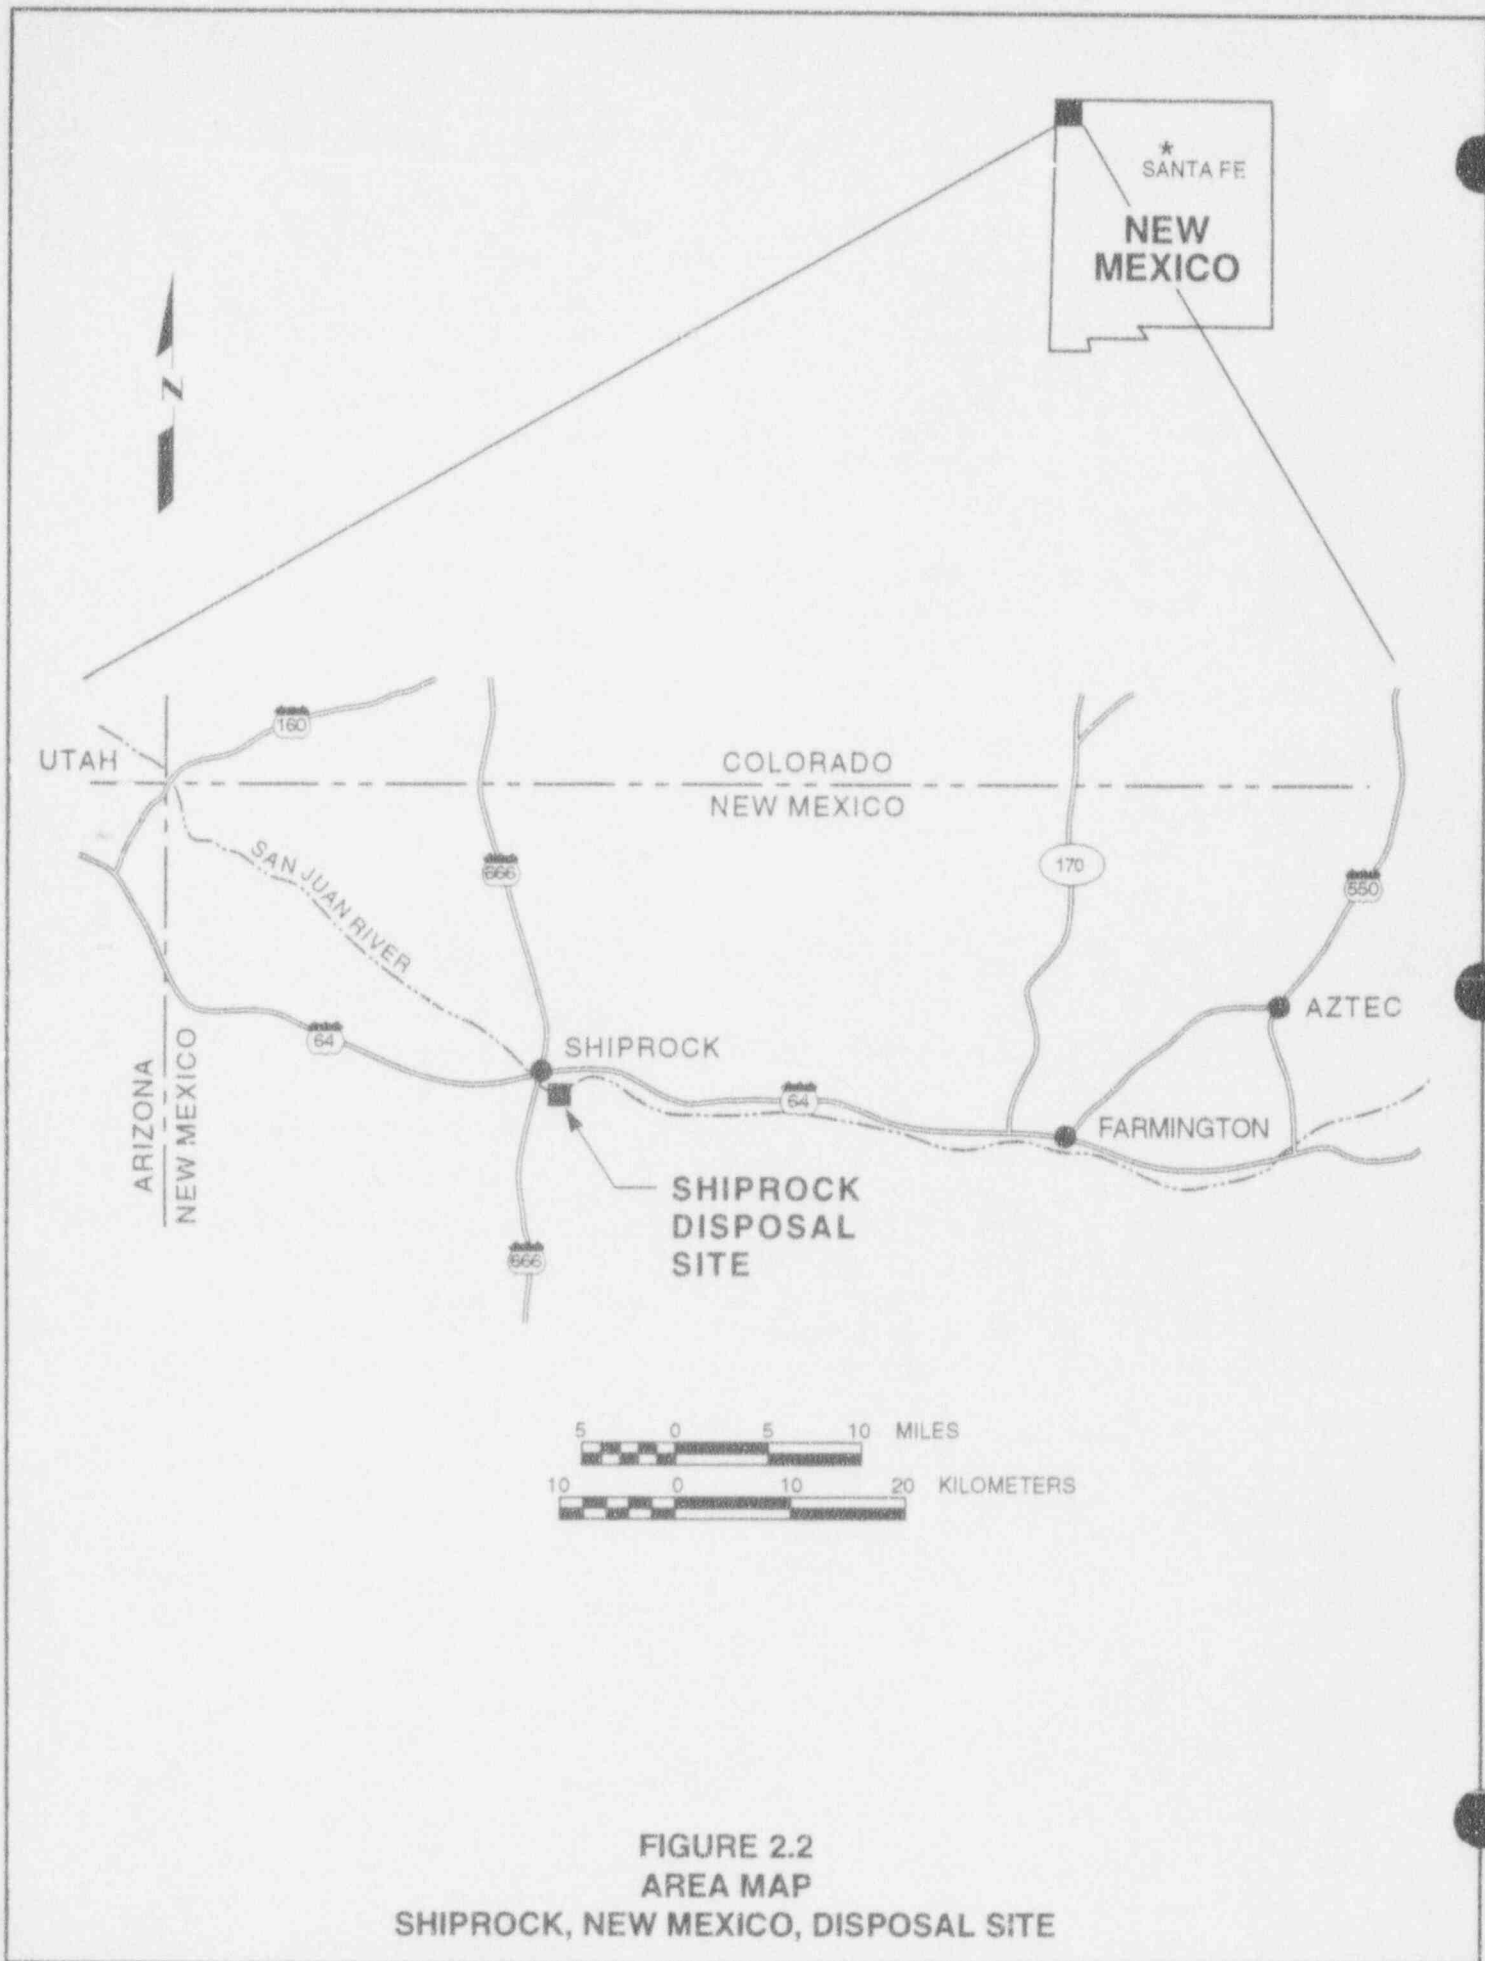 SANTA FE
NEW
MEXICO
N
160
UTAH
COLORADO
NEW MEXICO
SAN JUAN RIVER
666
170
550
AZTEC
64
SHIPROCK
64
ARIZONA
NEW MEXICO
FARMINGTON
SHIPROCK
DISPOSAL
SITE
666
5 0 5 10 MILES
10 0 10 20 KILOMETERS
FIGURE 2.2
AREA MAP
SHIPROCK, NEW MEXICO, DISPOSAL SITE